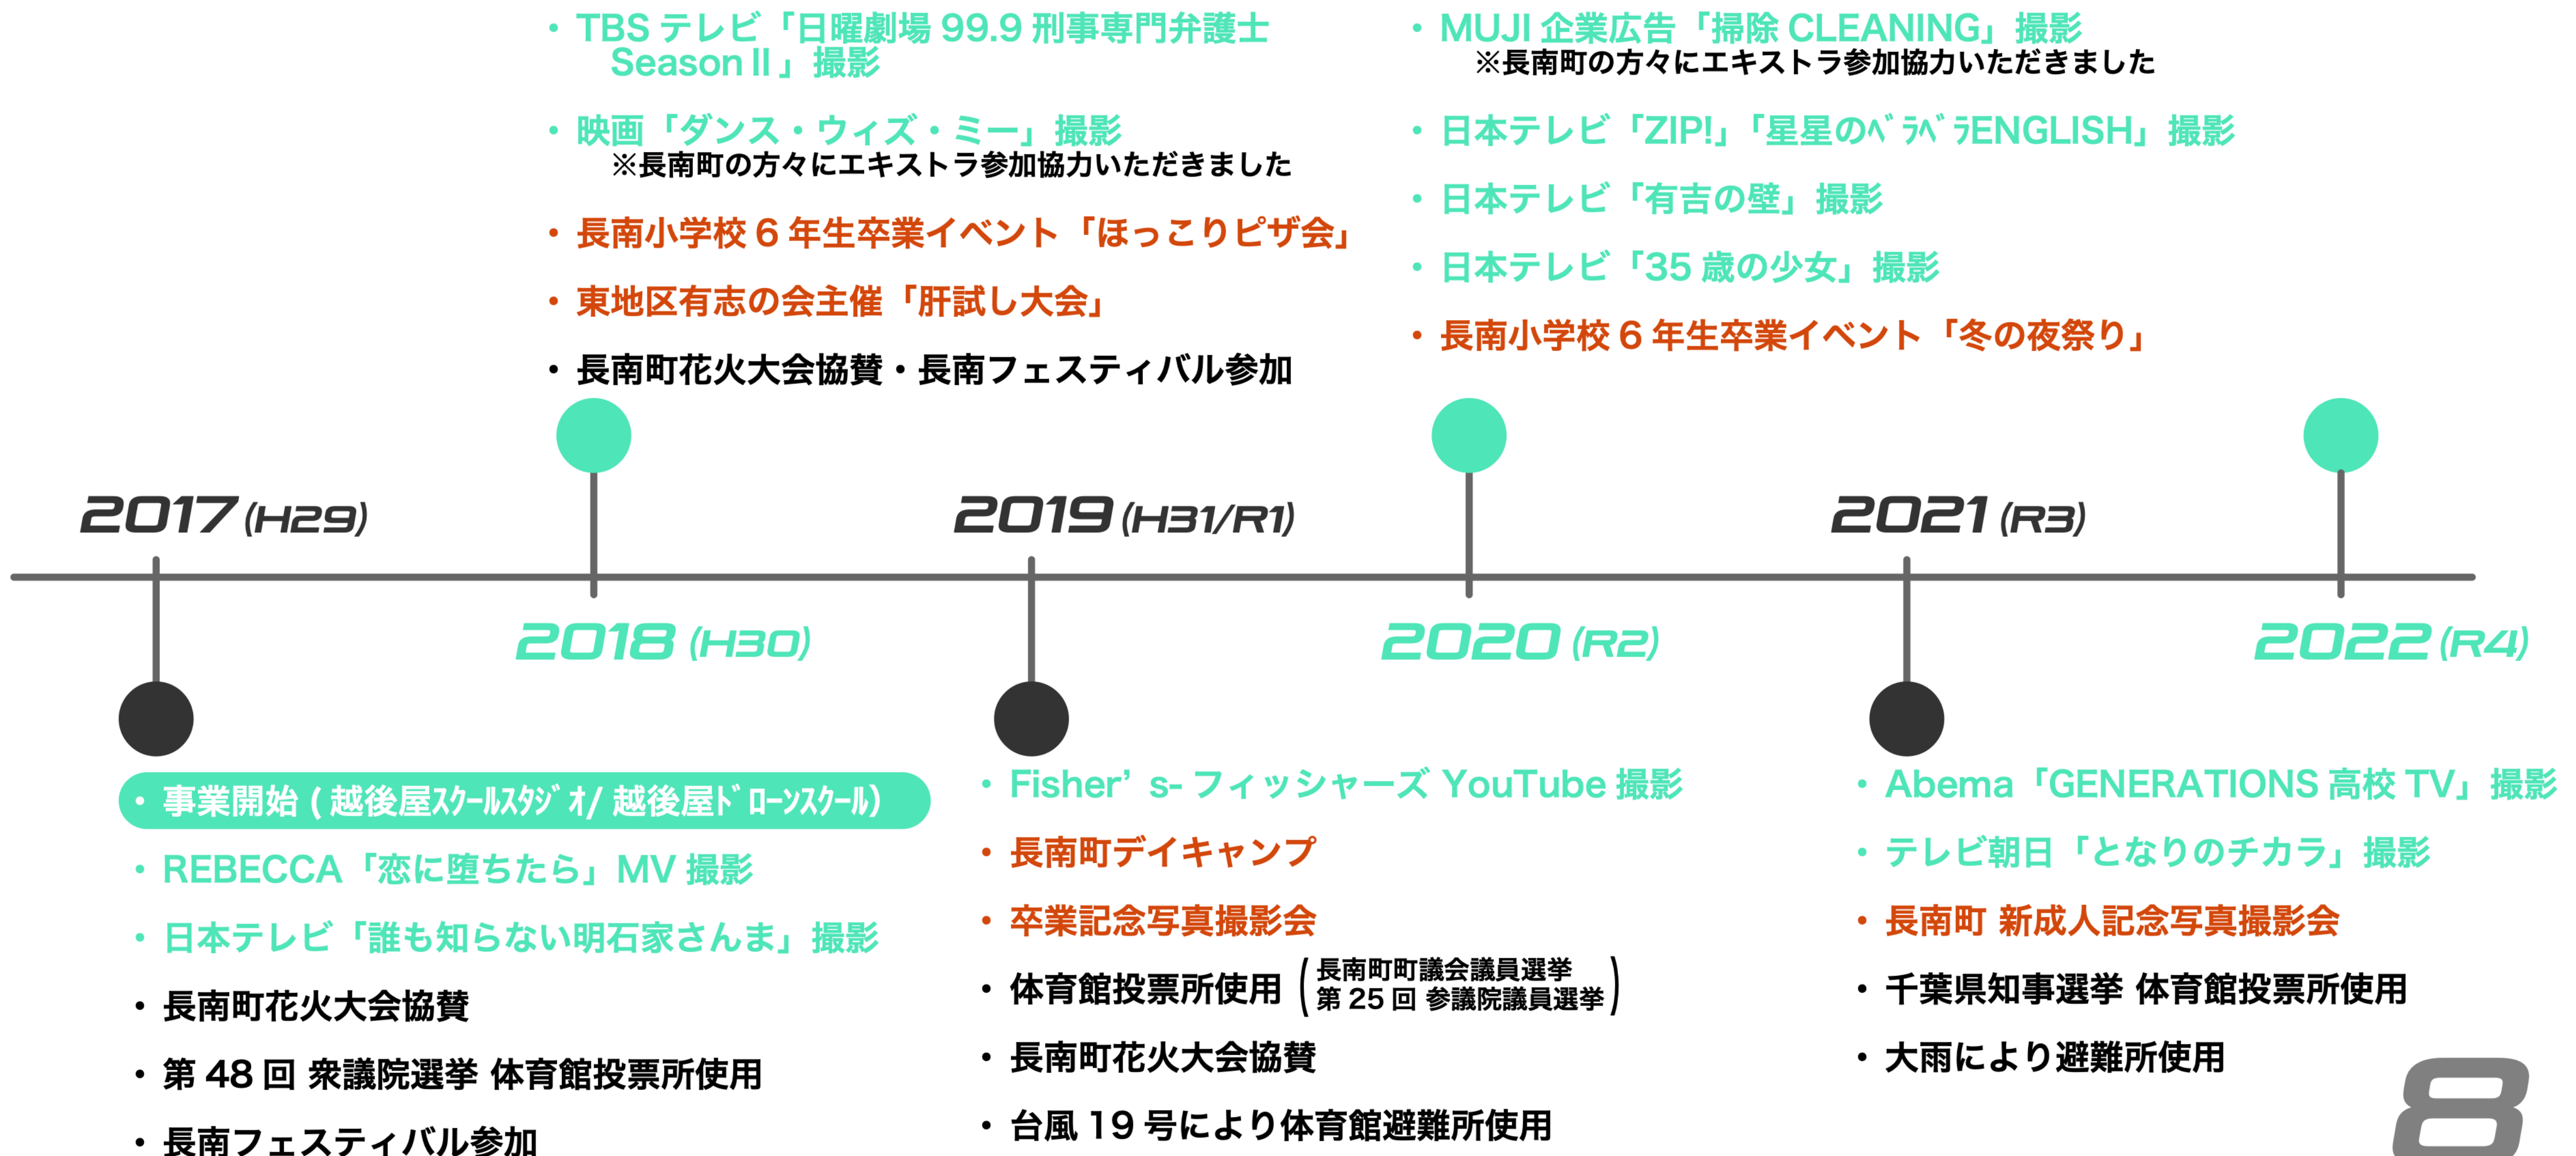 ・TBS テレビ「日曜劇場 99.9 刑事専門弁護士
Season II 」撮影
・映画「ダンス・ウィズ・ミー」撮影
※長南町の方々にエキストラ参加協力いただきました
・長南小学校 6 年生卒業イベント「ほっこりピザ会」
・東地区有志の会主催「肝試し大会」
・長南町花火大会協賛・長南フェスティバル参加
・MUJI 企業広告「掃除 CLEANING」撮影
※長南町の方々にエキストラ参加協力いただきました
・日本テレビ「ZIP!」「星星のﾍﾞﾗﾍﾞﾗENGLISH」撮影
・日本テレビ「有吉の壁」撮影
・日本テレビ「35 歳の少女」撮影
・長南小学校 6 年生卒業イベント「冬の夜祭り」
2017 (H29)
2019 (H31/R1)
2021 (R3)
2018 (H30)
2020 (R2)
2022 (R4)
・事業開始 ( 越後屋ｽｸｰﾙｽﾀｼﾞｵ/ 越後屋ﾄﾞﾛｰﾝｽｸｰﾙ)
・REBECCA「恋に堕ちたら」MV 撮影
・日本テレビ「誰も知らない明石家さんま」撮影
・長南町花火大会協賛
・第 48 回 衆議院選挙 体育館投票所使用
・長南フェスティバル参加
・Fisher’s-フィッシャーズ YouTube 撮影
・長南町デイキャンプ
・卒業記念写真撮影会
・体育館投票所使用 (長南町町議会議員選挙
第 25 回 参議院議員選挙)
・長南町花火大会協賛
・台風 19 号により体育館避難所使用
・Abema「GENERATIONS 高校 TV」撮影
・テレビ朝日「となりのチカラ」撮影
・長南町 新成人記念写真撮影会
・千葉県知事選挙 体育館投票所使用
・大雨により避難所使用
8